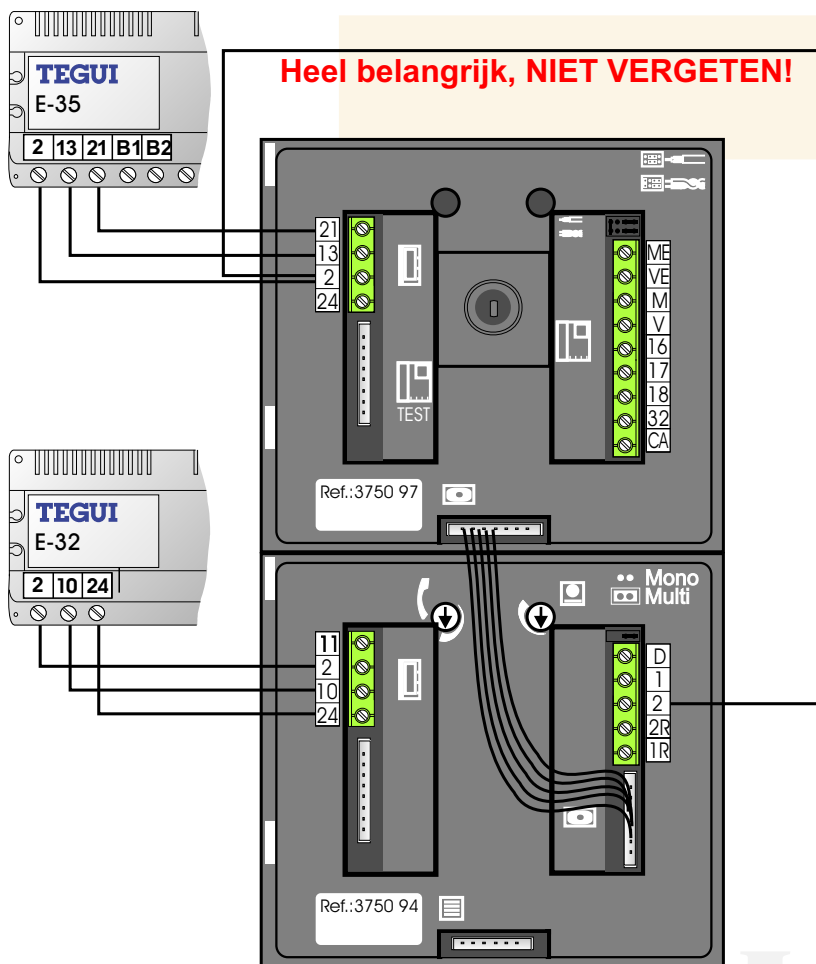 Heel belangrijk, NIET VERGETEN!
TEGUI
E-35
2 13 21 B1 B2
21
13
2
24
TEST
ME
VE
M
V
16
17
18
32
CA
Ref.:3750 97
TEGUI
E-32
2 10 24
Mono
Multi
11
2
10
24
D
1
2
2R
1R
Ref.:3750 94